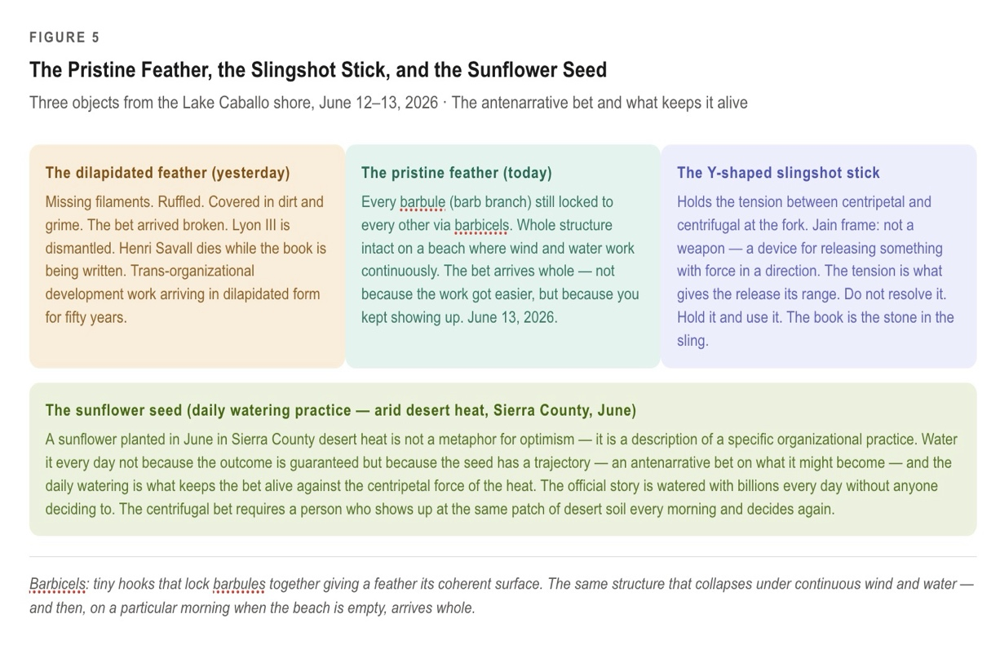 FIGURE 5
The Pristine Feather, the Slingshot Stick, and the Sunflower Seed
Three objects from the Lake Caballo shore, June 12–13, 2026 · The antenarrative bet and what keeps it alive
The dilapidated feather (yesterday)
Missing filaments. Ruffled. Covered in dirt and
grime. The bet arrived broken. Lyon III is
dismantled. Henri Savall dies while the book is
being written. Trans-organizational
development work arriving in dilapidated form
for fifty years.
The pristine feather (today)
Every barbule (barb branch) still locked to
every other via barbicels. Whole structure
intact on a beach where wind and water work
continuously. The bet arrives whole — not
because the work got easier, but because you
kept showing up. June 13, 2026.
The Y-shaped slingshot stick
Holds the tension between centripetal and
centrifugal at the fork. Jain frame: not a
weapon — a device for releasing something
with force in a direction. The tension is what
gives the release its range. Do not resolve it.
Hold it and use it. The book is the stone in the
sling.
The sunflower seed (daily watering practice — arid desert heat, Sierra County, June)
A sunflower planted in June in Sierra County desert heat is not a metaphor for optimism — it is a description of a specific organizational practice. Water
it every day not because the outcome is guaranteed but because the seed has a trajectory — an antenarrative bet on what it might become — and the
daily watering is what keeps the bet alive against the centripetal force of the heat. The official story is watered with billions every day without anyone
deciding to. The centrifugal bet requires a person who shows up at the same patch of desert soil every morning and decides again.
Barbicels: tiny hooks that lock barbules together giving a feather its coherent surface. The same structure that collapses under continuous wind and water —
and then, on a particular morning when the beach is empty, arrives whole.